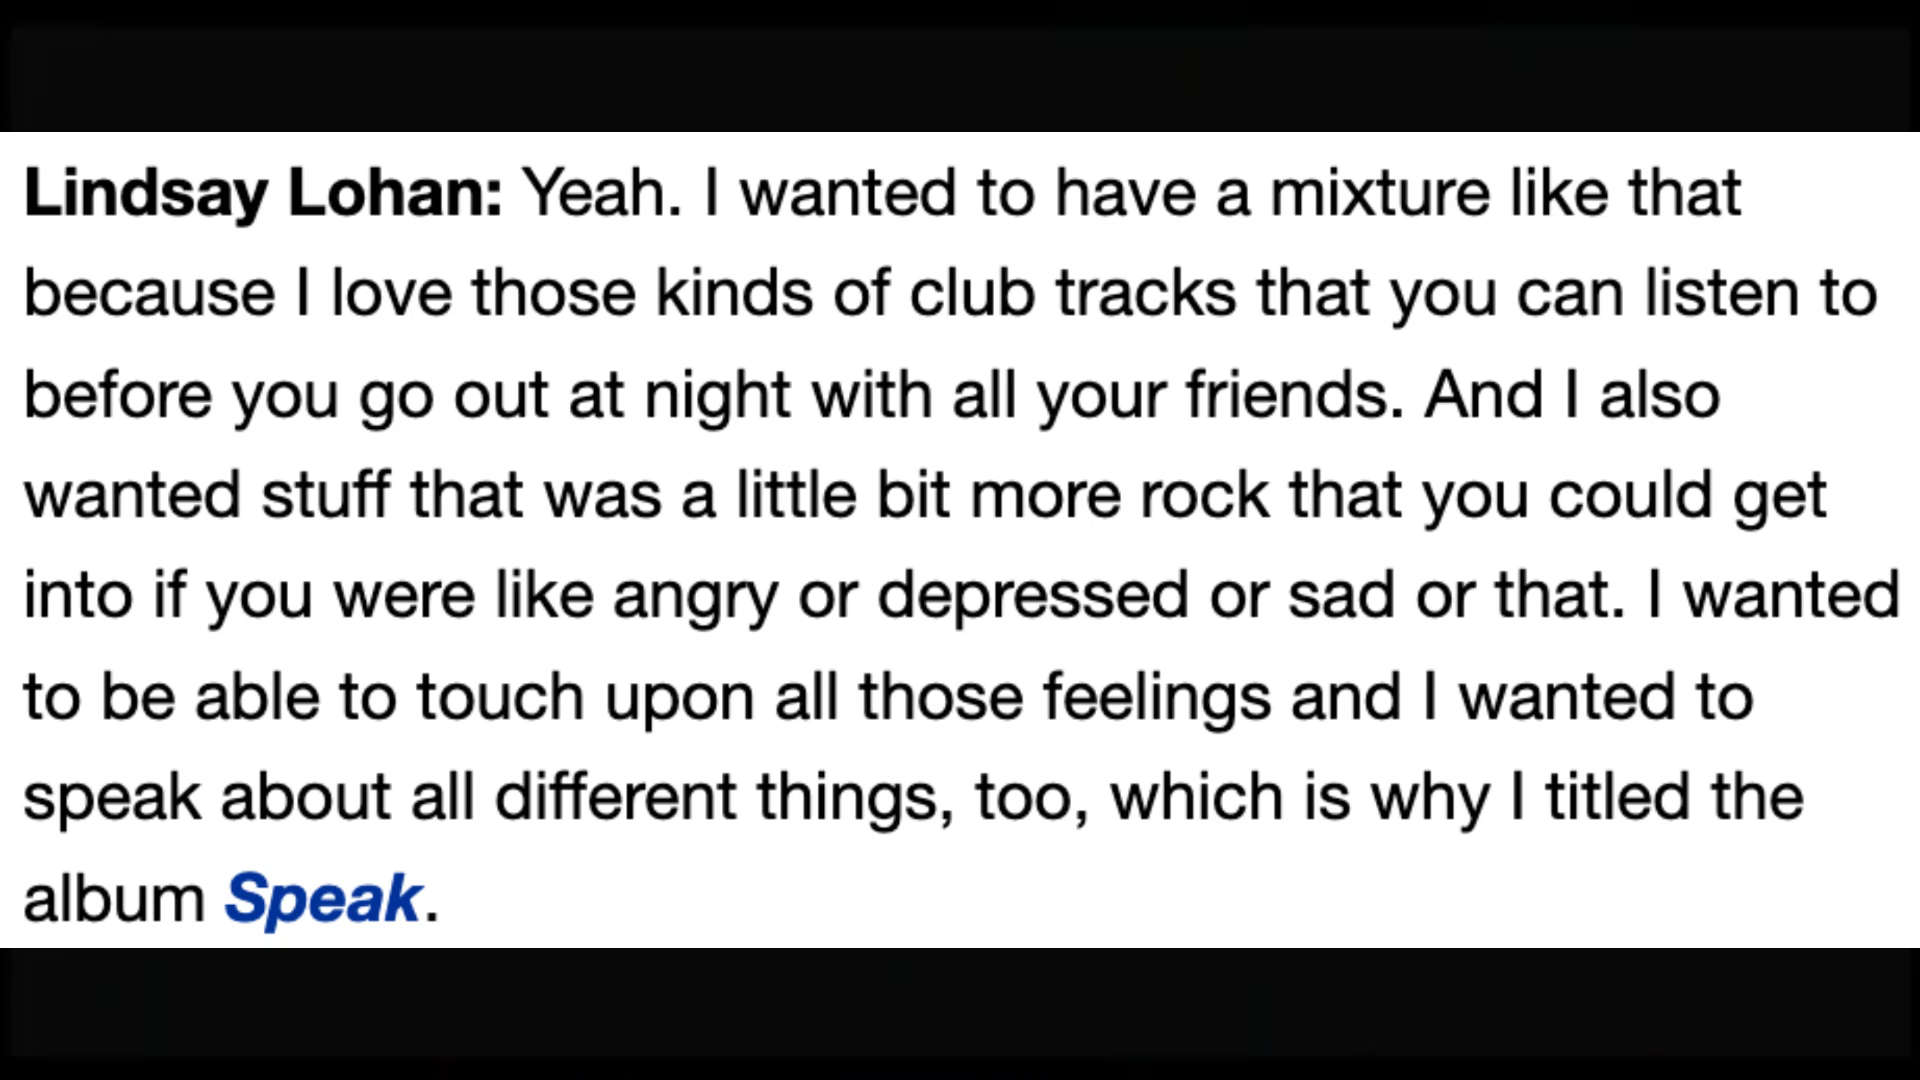 Lindsay Lohan: Yeah. I wanted to have a mixture like that
because I love those kinds of club tracks that you can listen to
before you go out at night with all your friends. And I also
wanted stuff that was a little bit more rock that you could get
into if you were like angry or depressed or sad or that. I wanted
to be able to touch upon all those feelings and I wanted to
speak about all different things, too, which is why I titled the
album Speak.